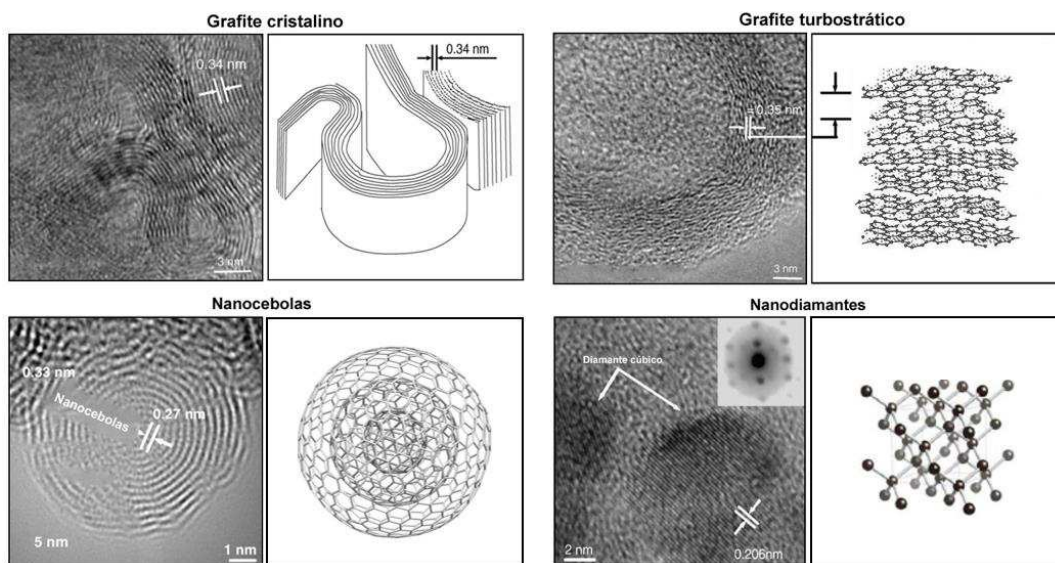 Grafite cristalino
0.34 nm
3 nm
0.34 nm
Grafite turbostrático
0.35 nm
3 nm
Nanocebolas
0.33 nm
Nanocebolas
0.27 nm
5 nm
1 nm
Nanodiamantes
Diamante cúbico
2 nm
0.206nm